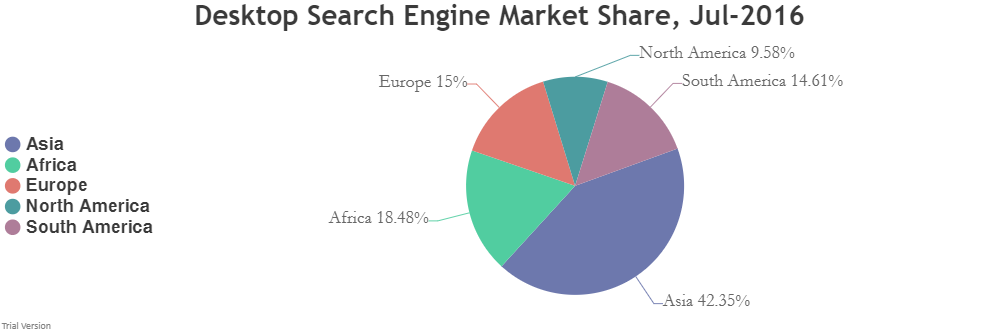 Desktop Search Engine Market Share, Jul-2016
North America 9.58%
South America 14.61%
Europe 15%
Africa 18.48%
Asia 42.35%
Asia
Africa
Europe
North America
South America
Trial Version